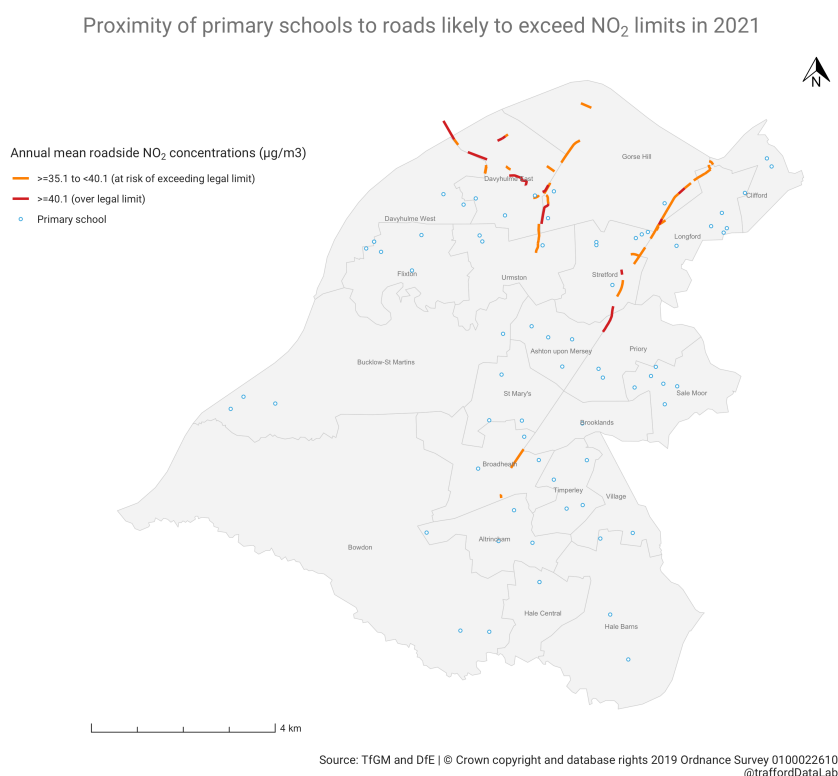 Proximity of primary schools to roads likely to exceed NO₂ limits in 2021
N
Annual mean roadside NO₂ concentrations (µg/m3)
>=35.1 to <40.1 (at risk of exceeding legal limit)
>=40.1 (over legal limit)
Primary school
Gorse Hill
Davyhulme East
Clifford
Davyhulme West
Longford
Flixton
Urmston
Stretford
Ashton upon Mersey
Priory
Bucklow-St Martins
St Mary's
Sale Moor
Brooklands
Broadheath
Timperley
Village
Altrincham
Bowdon
Hale Central
Hale Barns
4 km
Source: TfGM and DfE | © Crown copyright and database rights 2019 Ordnance Survey 0100022610
@traffordDataLab